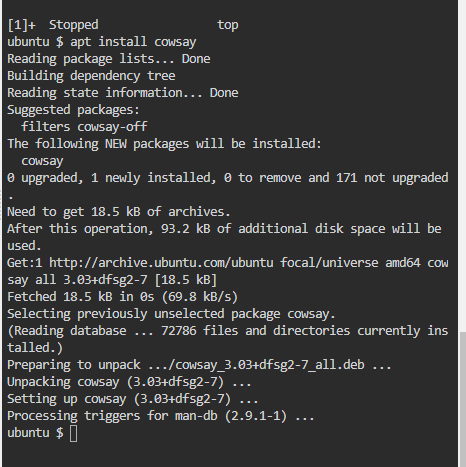 [1]+  Stopped                 top
ubuntu $ apt install cowsay
Reading package lists... Done
Building dependency tree
Reading state information... Done
Suggested packages:
  filters cowsay-off
The following NEW packages will be installed:
  cowsay
0 upgraded, 1 newly installed, 0 to remove and 171 not upgraded
.
Need to get 18.5 kB of archives.
After this operation, 93.2 kB of additional disk space will be
used.
Get:1 http://archive.ubuntu.com/ubuntu focal/universe amd64 cow
say all 3.03+dfsg2-7 [18.5 kB]
Fetched 18.5 kB in 0s (69.8 kB/s)
Selecting previously unselected package cowsay.
(Reading database ... 72786 files and directories currently ins
talled.)
Preparing to unpack .../cowsay_3.03+dfsg2-7_all.deb ...
Unpacking cowsay (3.03+dfsg2-7) ...
Setting up cowsay (3.03+dfsg2-7) ...
Processing triggers for man-db (2.9.1-1) ...
ubuntu $